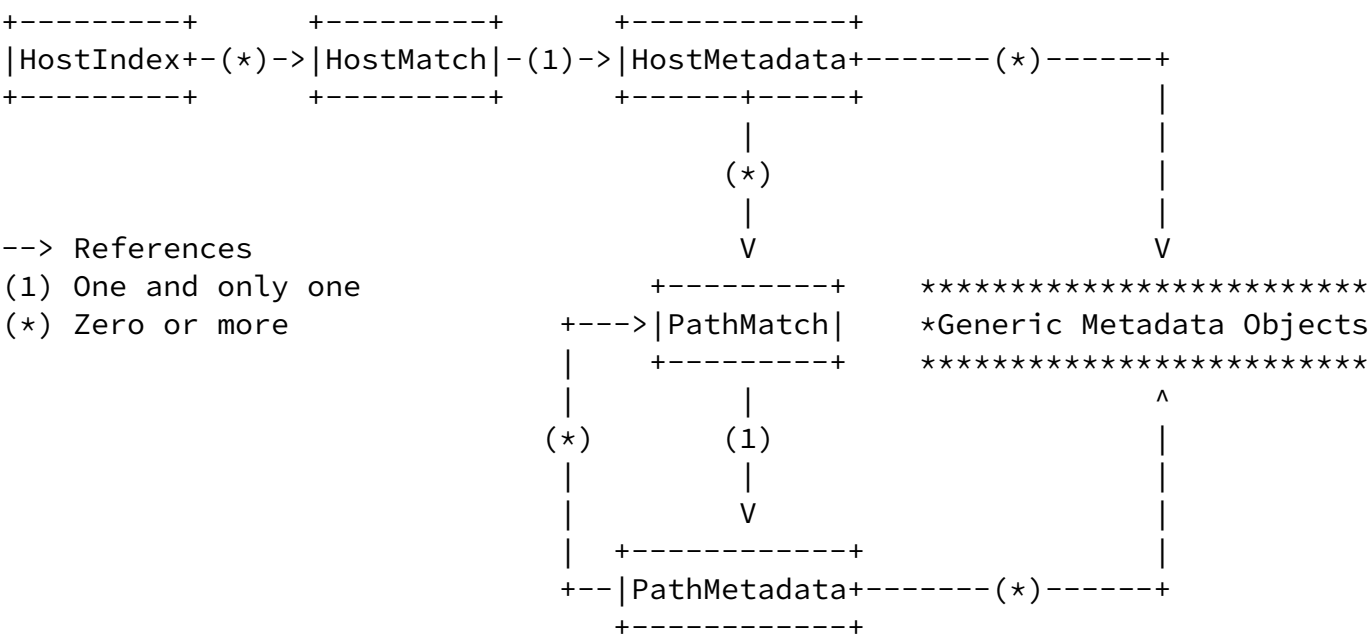 +---------+     +---------+      +------------+
|HostIndex+-(*)->|HostMatch|-(1)->|HostMetadata+-------(*)------+
+---------+      +---------+      +------+-----+                |
|                    |
(*)                   |
|                    |
--> References                           V                      V
(1) One and only one                +---------+    *************************
(*) Zero or more               +--->|PathMatch|    *Generic Metadata Objects
|    +---------+    *************************
|         |                      ^
(*)       (1)                     |
|         |                      |
|         V                      |
|  +------------+                |
+--|PathMetadata+-------(*)------+
+------------+